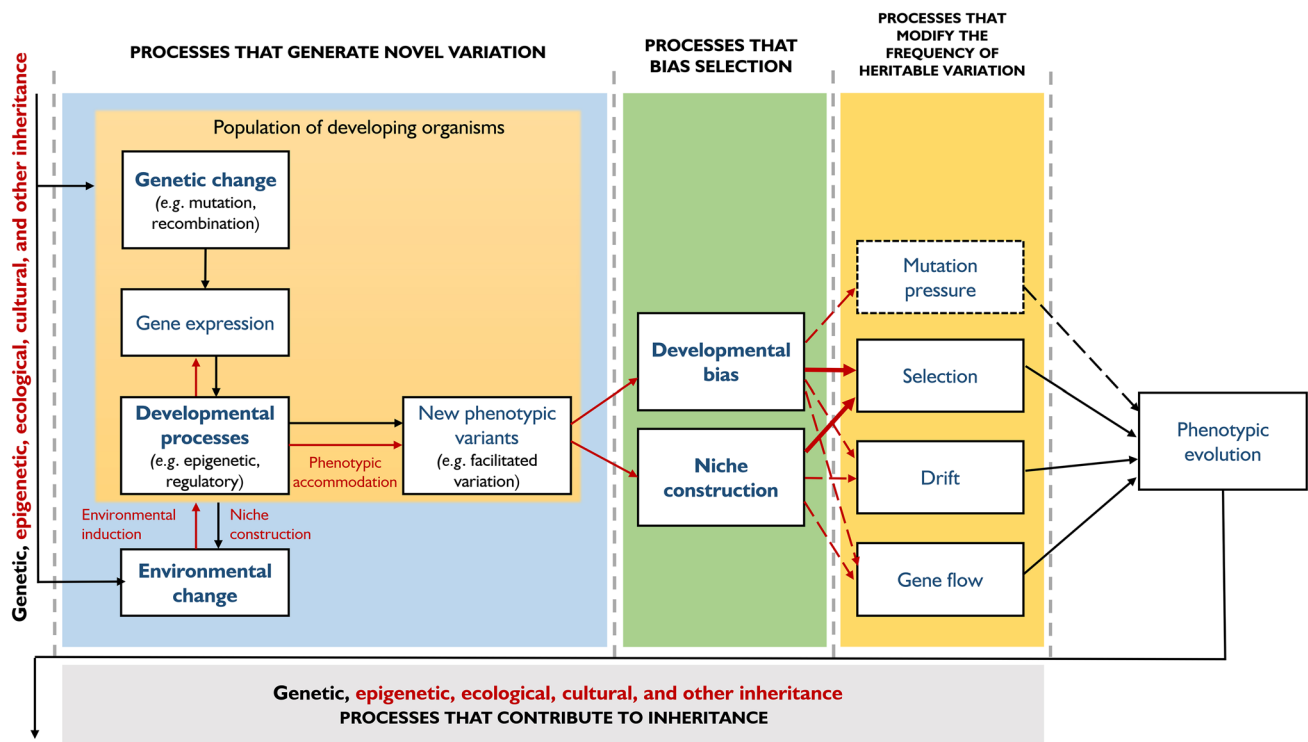 PROCESSES THAT GENERATE NOVEL VARIATION
PROCESSES THAT
BIAS SELECTION
PROCESSES THAT
MODIFY THE
FREQUENCY OF
HERITABLE VARIATION
Genetic, epigenetic, ecological, cultural, and other inheritance
Population of developing organisms
Genetic change
(e.g. mutation,
recombination)
Gene expression
Developmental
processes
(e.g. epigenetic,
regulatory)
Phenotypic
accommodation
New phenotypic
variants
(e.g. facilitated
variation)
Environmental
induction
Niche
construction
Environmental
change
Developmental
bias
Niche
construction
Mutation
pressure
Selection
Drift
Gene flow
Phenotypic
evolution
Genetic, epigenetic, ecological, cultural, and other inheritance
PROCESSES THAT CONTRIBUTE TO INHERITANCE